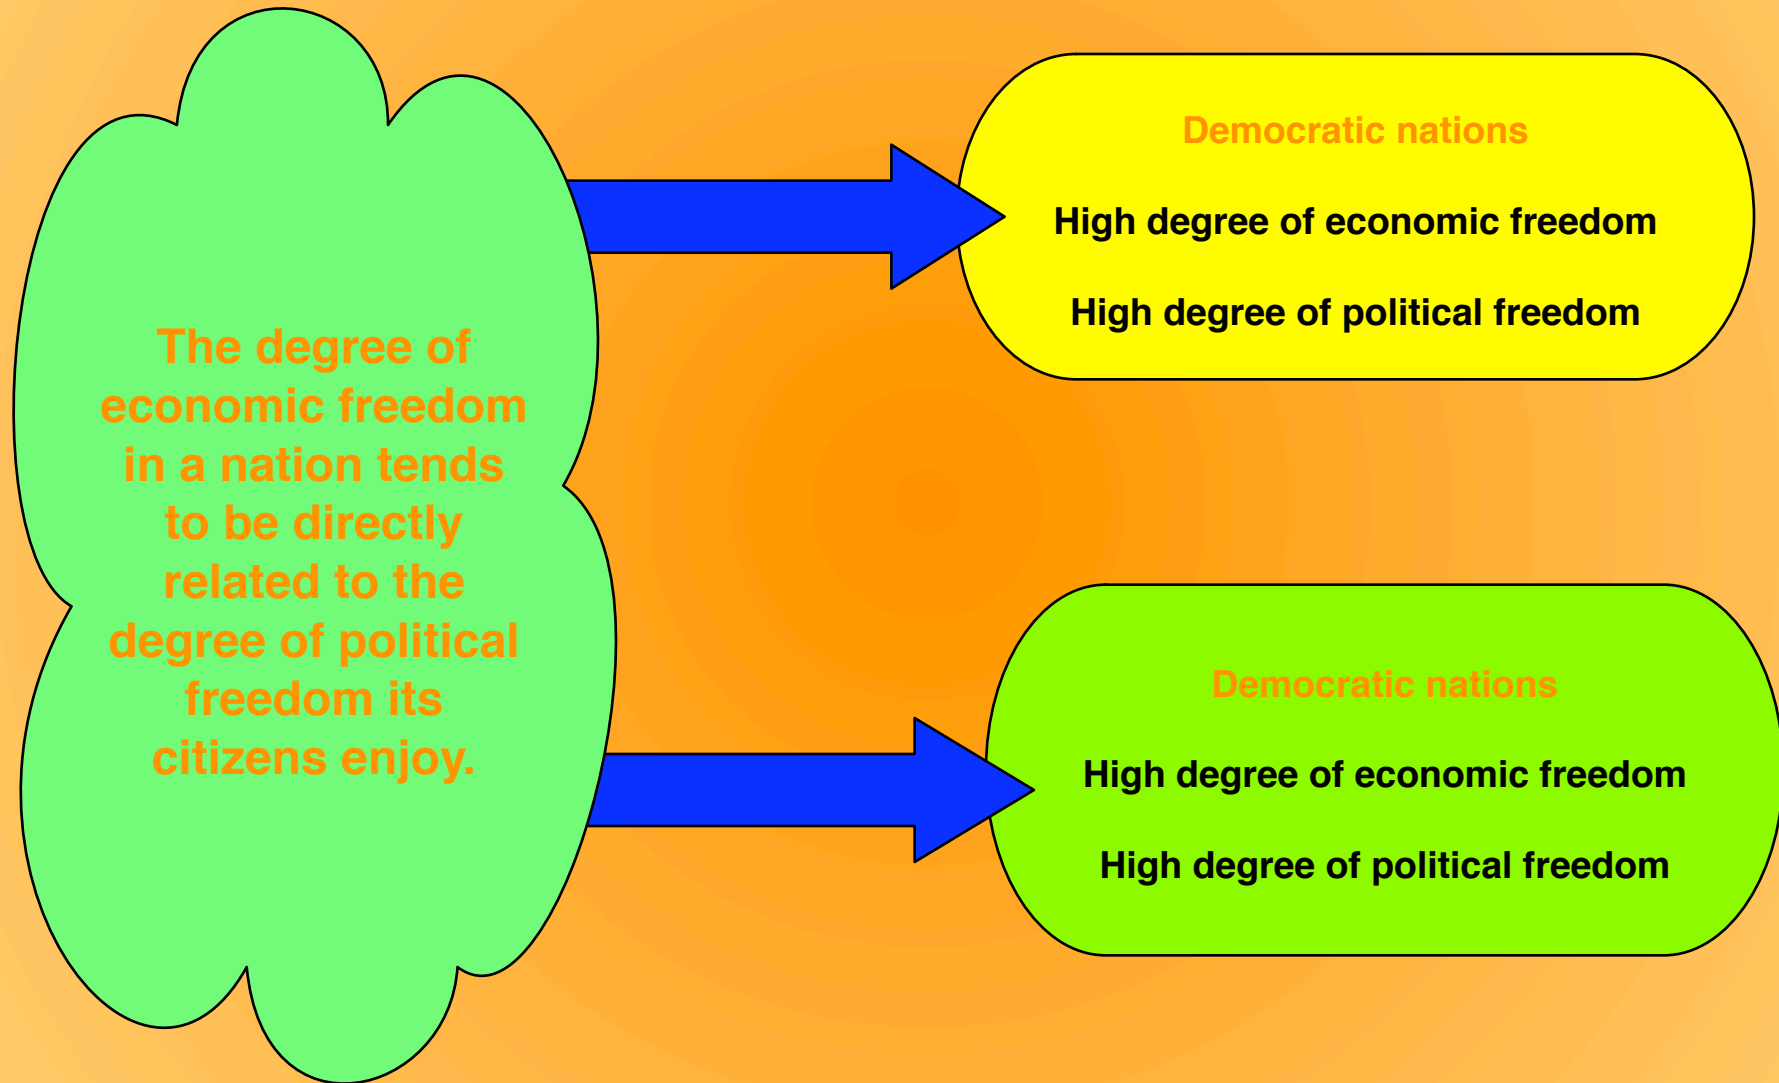 The degree of
economic freedom
in a nation tends
to be directly
related to the
degree of political
freedom its
citizens enjoy.
Democratic nations
High degree of economic freedom
High degree of political freedom
Democratic nations
High degree of economic freedom
High degree of political freedom